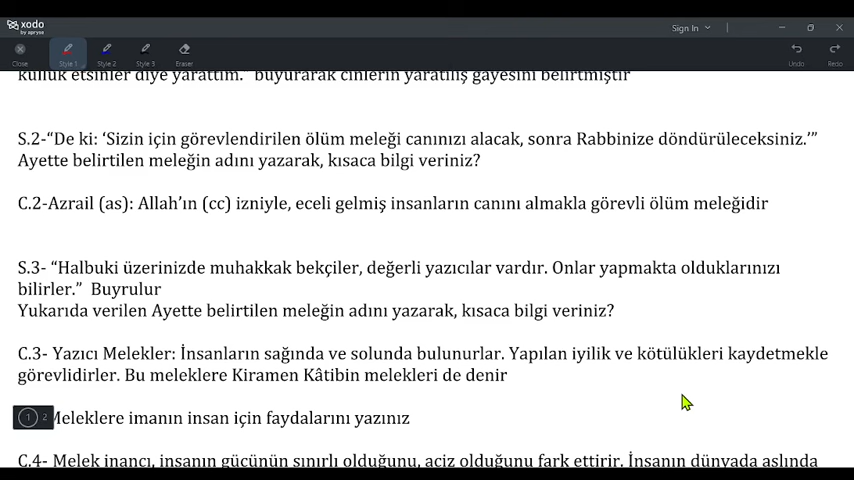 xodo
by apryse
Sign In
Close
Style 1
Style 2
Style 3
Eraser
Undo
Redo
kulluk etsinler diye yarattım.” buyurarak cinlerin yaratılış gayesini belirtmiştir
S.2-“De ki: ‘Sizin için görevlendirilen ölüm meleği canınızı alacak, sonra Rabbinize döndürüleceksiniz.’”
Ayette belirtilen meleğin adını yazarak, kısaca bilgi veriniz?
C.2-Azrail (as): Allah’ın (cc) izniyle, eceli gelmiş insanların canını almakla görevli ölüm meleğidir
S.3- “Halbuki üzerinizde muhakkak bekçiler, değerli yazıcılar vardır. Onlar yapmakta olduklarınızı
bilirler.” Buyrulur
Yukarıda verilen Ayette belirtilen meleğin adını yazarak, kısaca bilgi veriniz?
C.3- Yazıcı Melekler: İnsanların sağında ve solunda bulunurlar. Yapılan iyilik ve kötülükleri kaydetmekle
görevlidirler. Bu meleklere Kiramen Kâtibin melekleri de denir
1 2 Meleklere imanın insan için faydalarını yazınız
C.4- Melek inancı, insanın gücünün sınırlı olduğunu, aciz olduğunu fark ettirir. İnsanın dünyada aslında